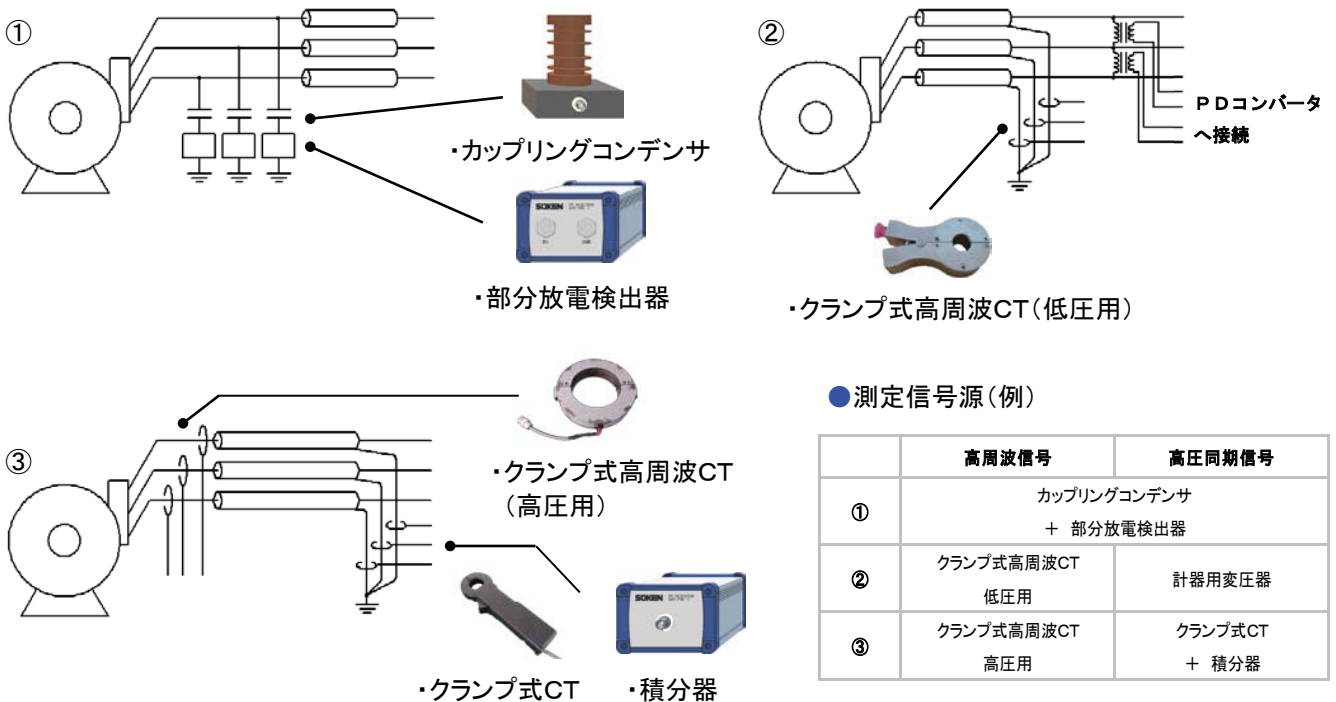 ①
・カップリングコンデンサ
SOKEN
・部分放電検出器
②
PDコンバータ
へ接続
・クランプ式高周波CT(低圧用)
③
・クランプ式高周波CT
(高圧用)
・クランプ式CT
SOKEN
・積分器
●測定信号源(例)
高周波信号 高圧同期信号
① カップリングコンデンサ
+ 部分放電検出器
② クランプ式高周波CT 計器用変圧器
低圧用
③ クランプ式高周波CT クランプ式CT
高圧用 + 積分器